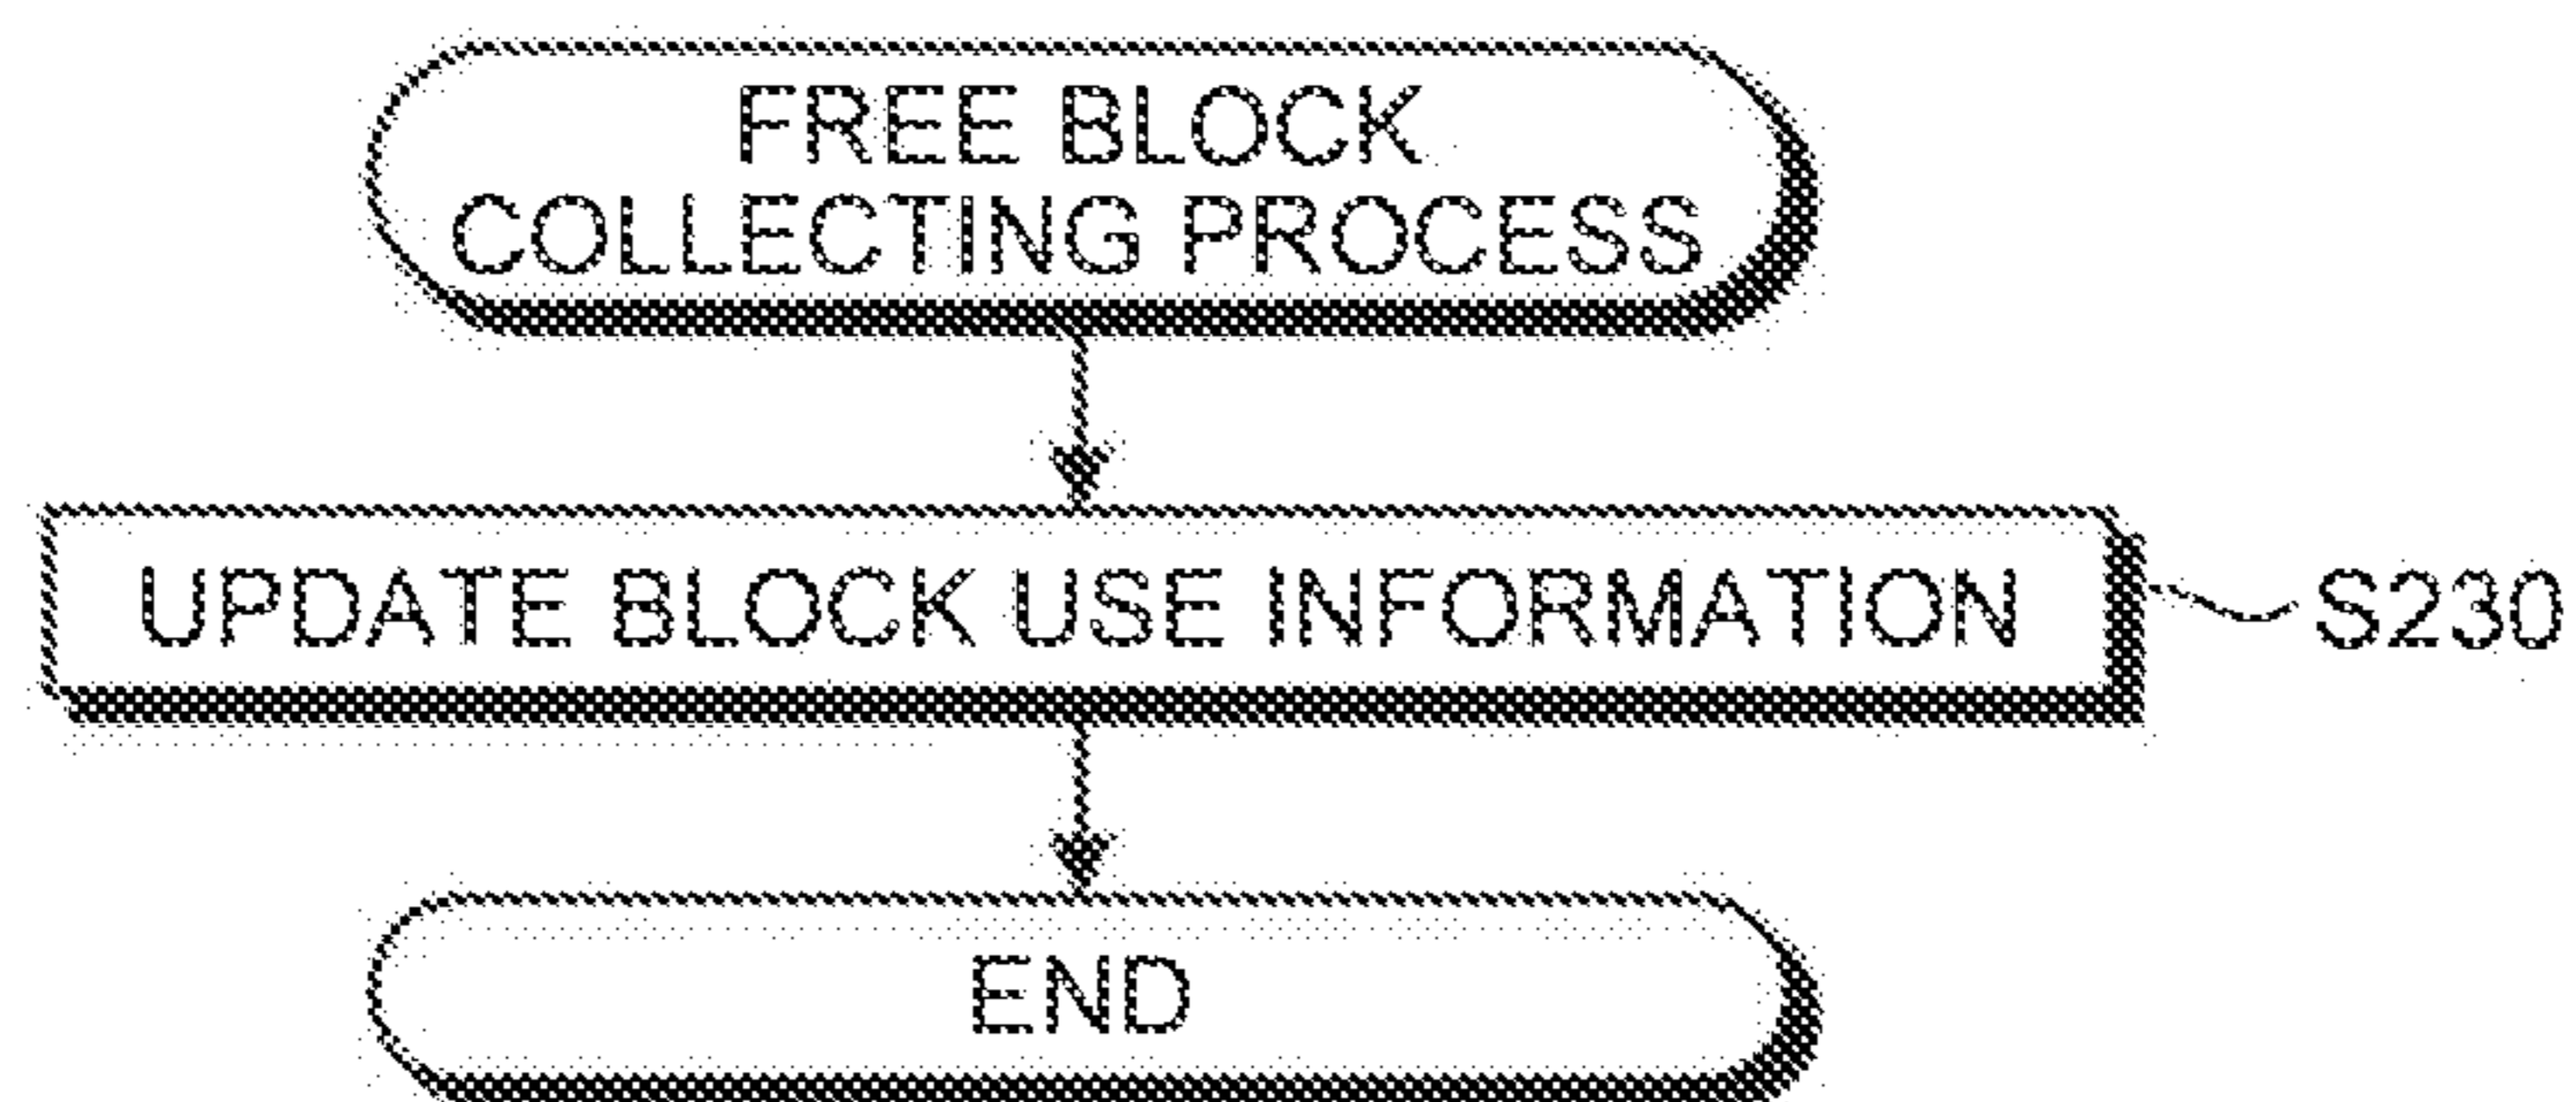 FREE BLOCK
COLLECTING PROCESS
UPDATE BLOCK USE INFORMATION
S230
END